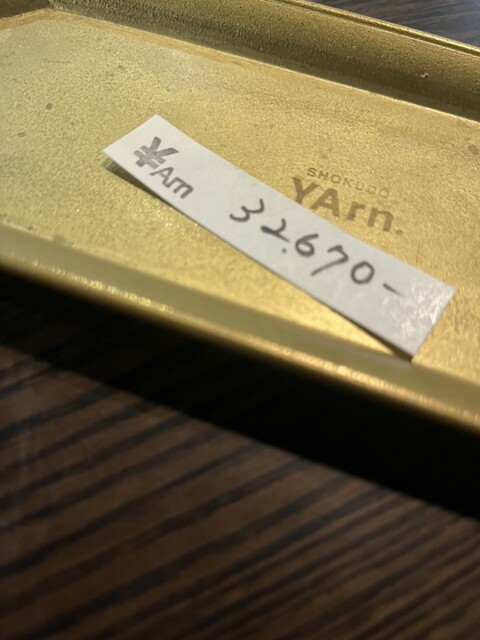 SHOKUDO
YArn.
¥Am 32.670-